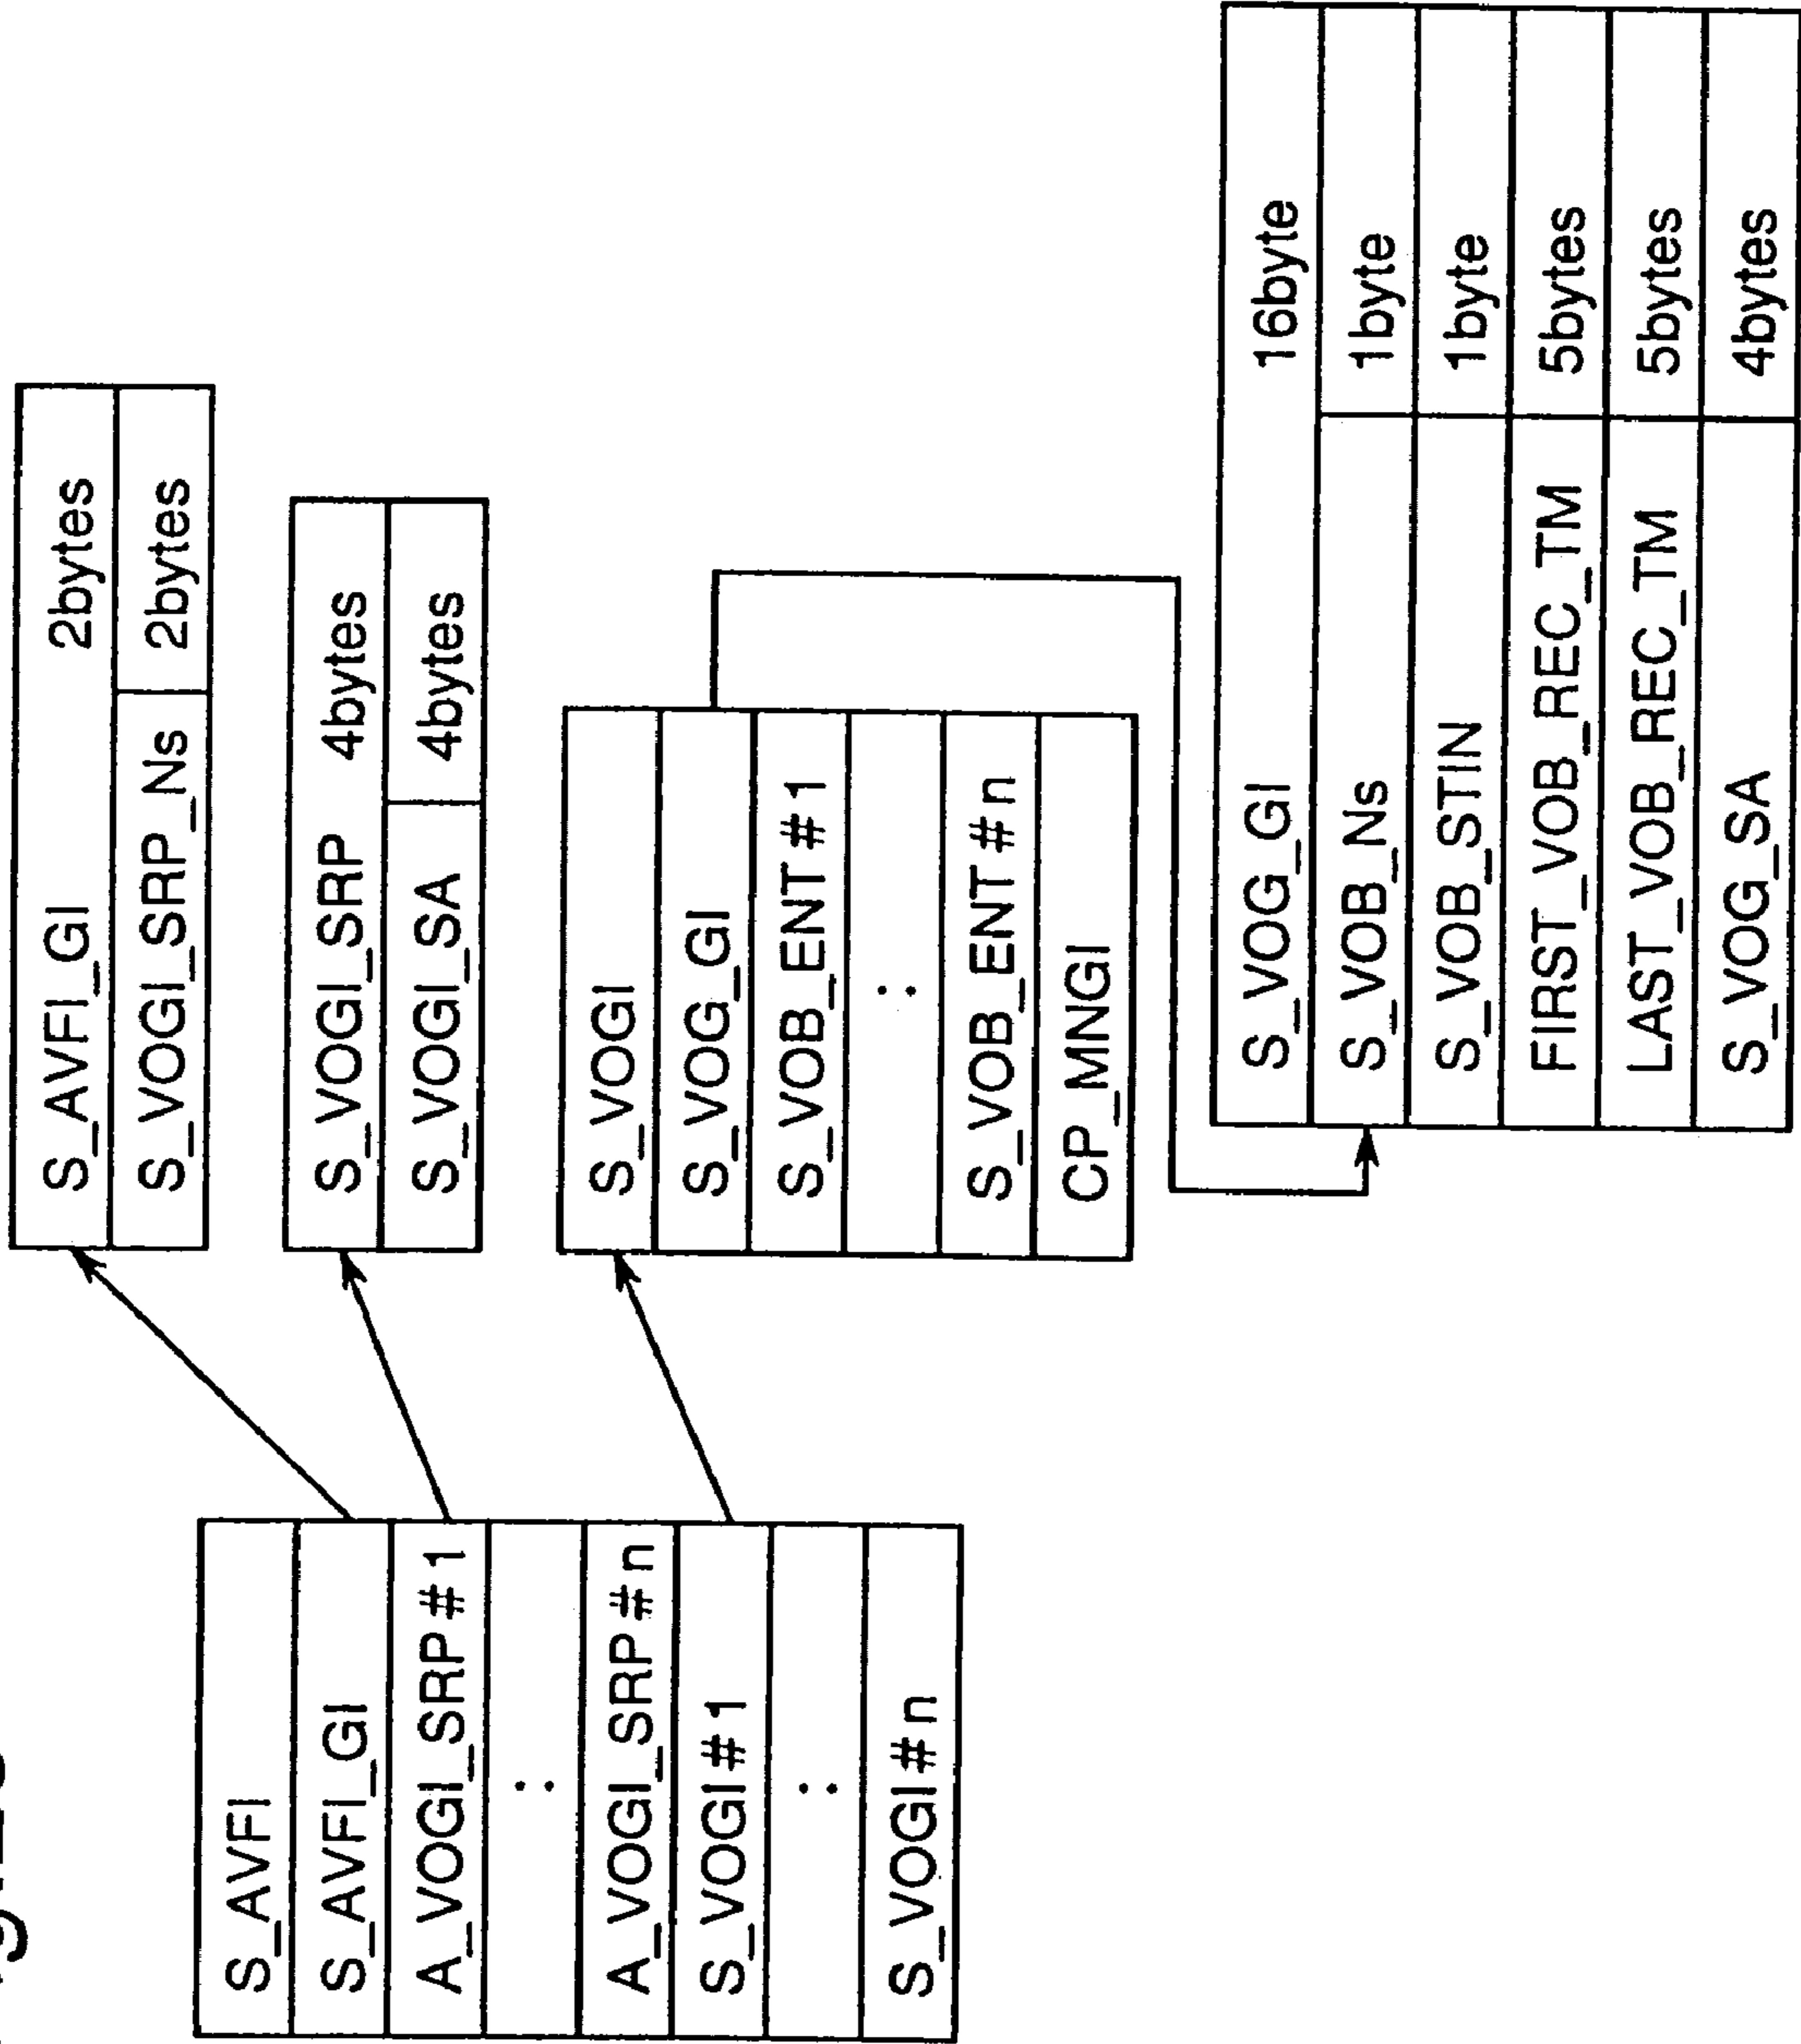 S_AVFI
S_AVFI_GI
A_VOGI_SRP#1
:
A_VOGI_SRP#n
S_VOGI#1
:
S_VOGI#n
S_AVFI_GI 2bytes
S_VOGI_SRP_Ns 2bytes
S_VOGI_SRP 4bytes
S_VOGI_SA 4bytes
S_VOGI
S_VOG_GI
S_VOB_ENT#1
:
S_VOB_ENT#n
CP_MNGI
S_VOG_GI 16byte
S_VOB_Ns 1byte
S_VOB_STIN 1byte
FIRST_VOB_REC_TM 5bytes
LAST_VOB_REC_TM 5bytes
S_VOG_SA 4bytes